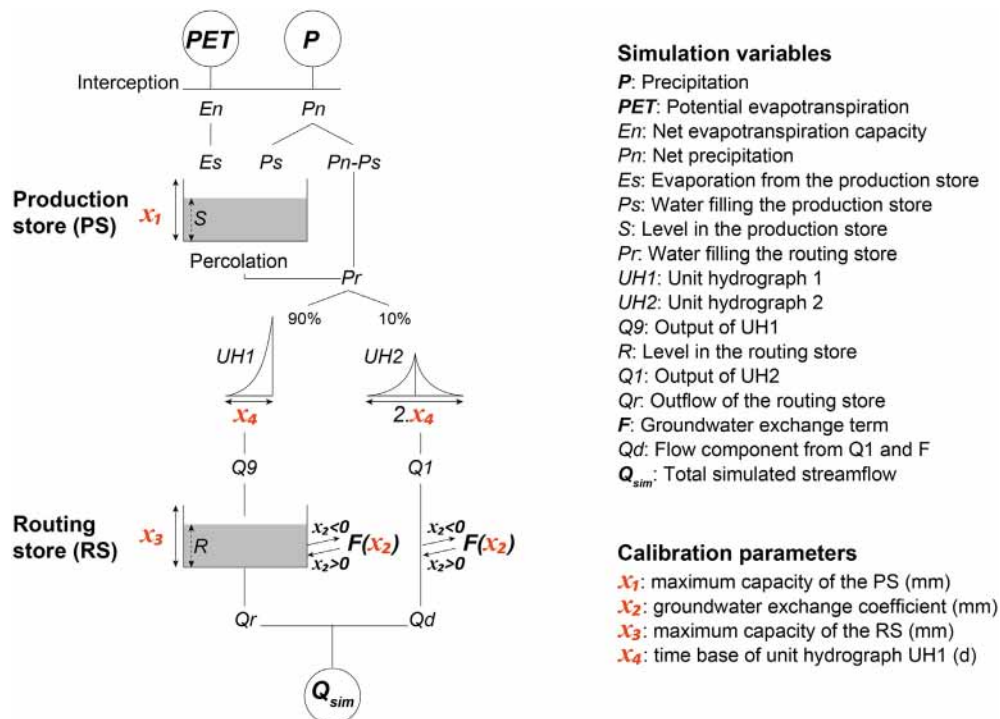 PET P
Interception
En Pn
Es Ps Pn-Ps
Production
store (PS)
x1
S
Percolation
Pr
90% 10%
UH1 UH2
x4 2.x4
Q9 Q1
Routing
store (RS)
x3
R
x2<0 x2<0
F(x2) F(x2)
x2>0 x2>0
Qr Qd
Qsim
Simulation variables
P: Precipitation
PET: Potential evapotranspiration
En: Net evapotranspiration capacity
Pn: Net precipitation
Es: Evaporation from the production store
Ps: Water filling the production store
S: Level in the production store
Pr: Water filling the routing store
UH1: Unit hydrograph 1
UH2: Unit hydrograph 2
Q9: Output of UH1
R: Level in the routing store
Q1: Output of UH2
Qr: Outflow of the routing store
F: Groundwater exchange term
Qd: Flow component from Q1 and F
Qsim: Total simulated streamflow
Calibration parameters
x1: maximum capacity of the PS (mm)
x2: groundwater exchange coefficient (mm)
x3: maximum capacity of the RS (mm)
x4: time base of unit hydrograph UH1 (d)